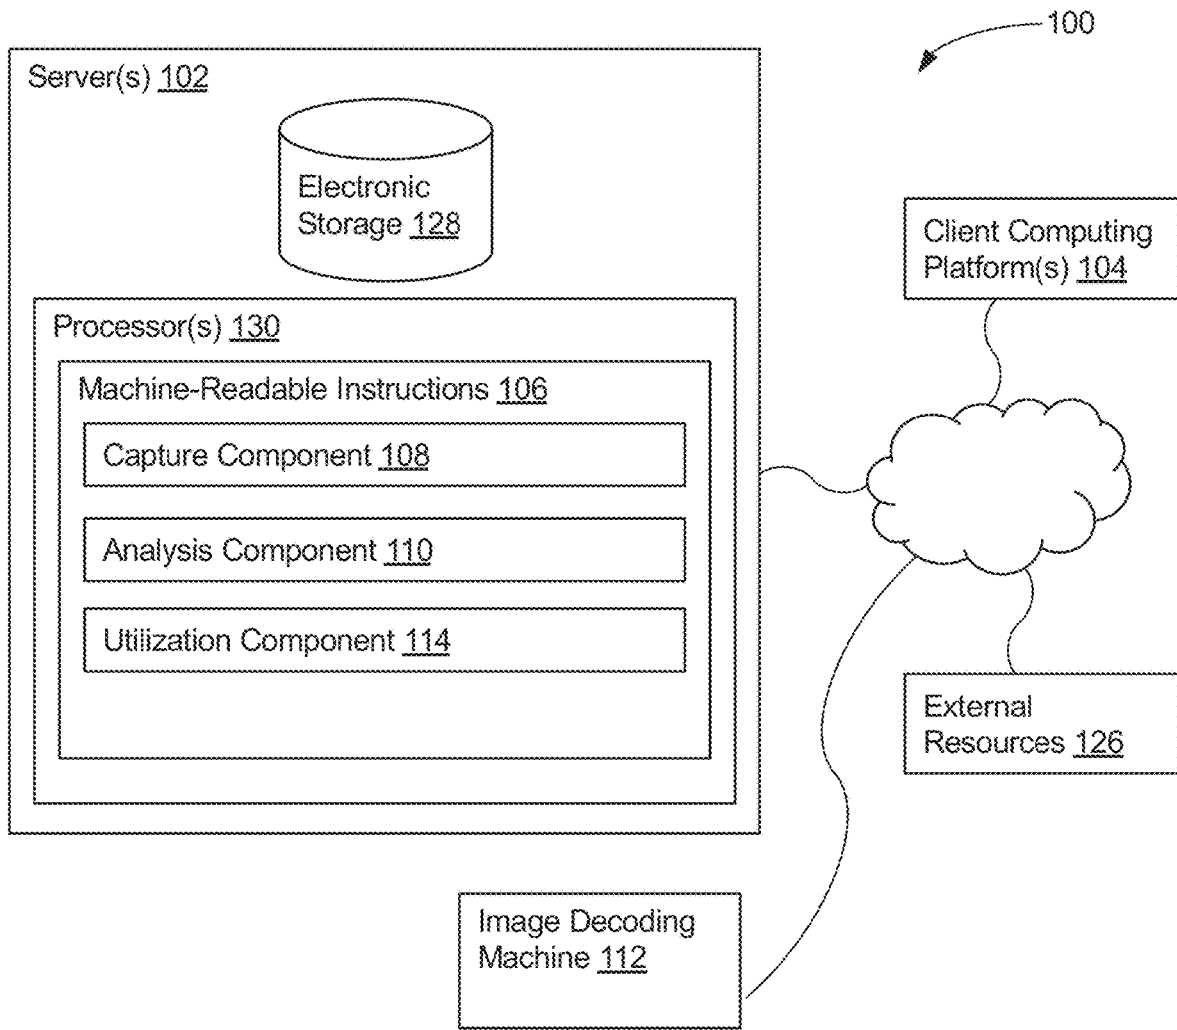 100
Server(s) 102
Electronic
Storage 128
Client Computing
Platform(s) 104
Processor(s) 130
Machine-Readable Instructions 106
Capture Component 108
Analysis Component 110
Utilization Component 114
External
Resources 126
Image Decoding
Machine 112